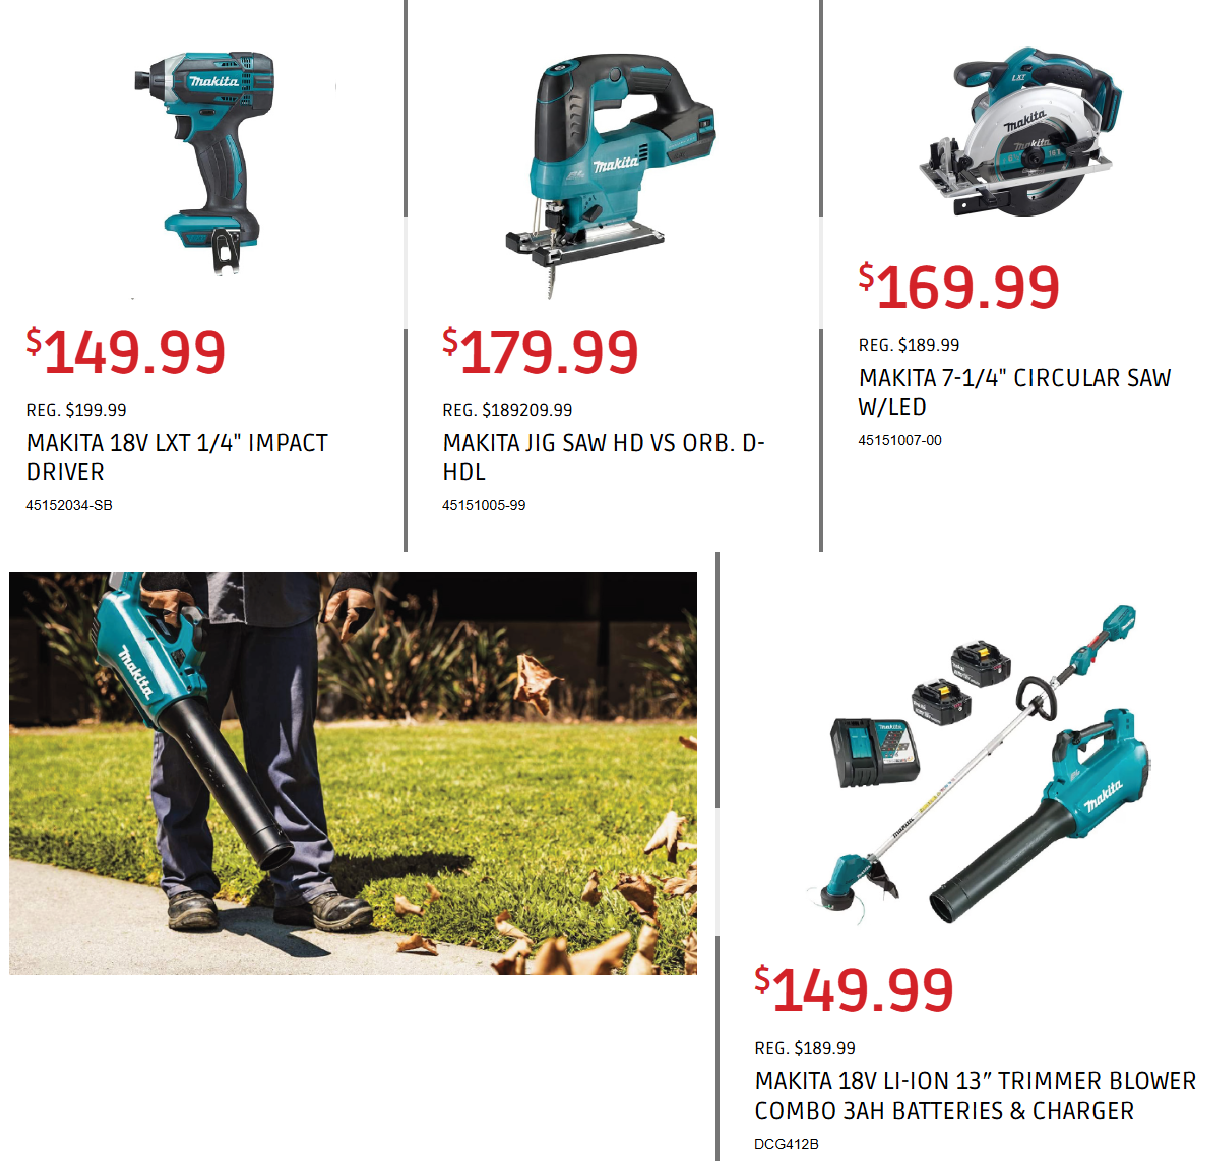 makita
makita
LXT
makita
makita
$149.99
REG. $199.99
MAKITA 18V LXT 1/4" IMPACT
DRIVER
45152034-SB
$179.99
REG. $189209.99
MAKITA JIG SAW HD VS ORB. D-
HDL
45151005-99
$169.99
REG. $189.99
MAKITA 7-1/4" CIRCULAR SAW
W/LED
45151007-00
makita
makita
makita
makita
$149.99
REG. $189.99
MAKITA 18V LI-ION 13” TRIMMER BLOWER
COMBO 3AH BATTERIES & CHARGER
DCG412B